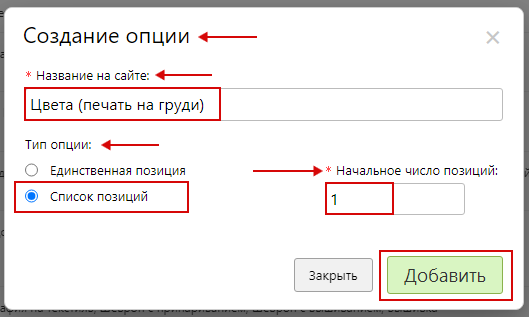 Создание опции
* Название на сайте:
Цвета (печать на груди)
Тип опции:
Единственная позиция
* Начальное число позиций:
Список позиций
1
Закрыть
Добавить